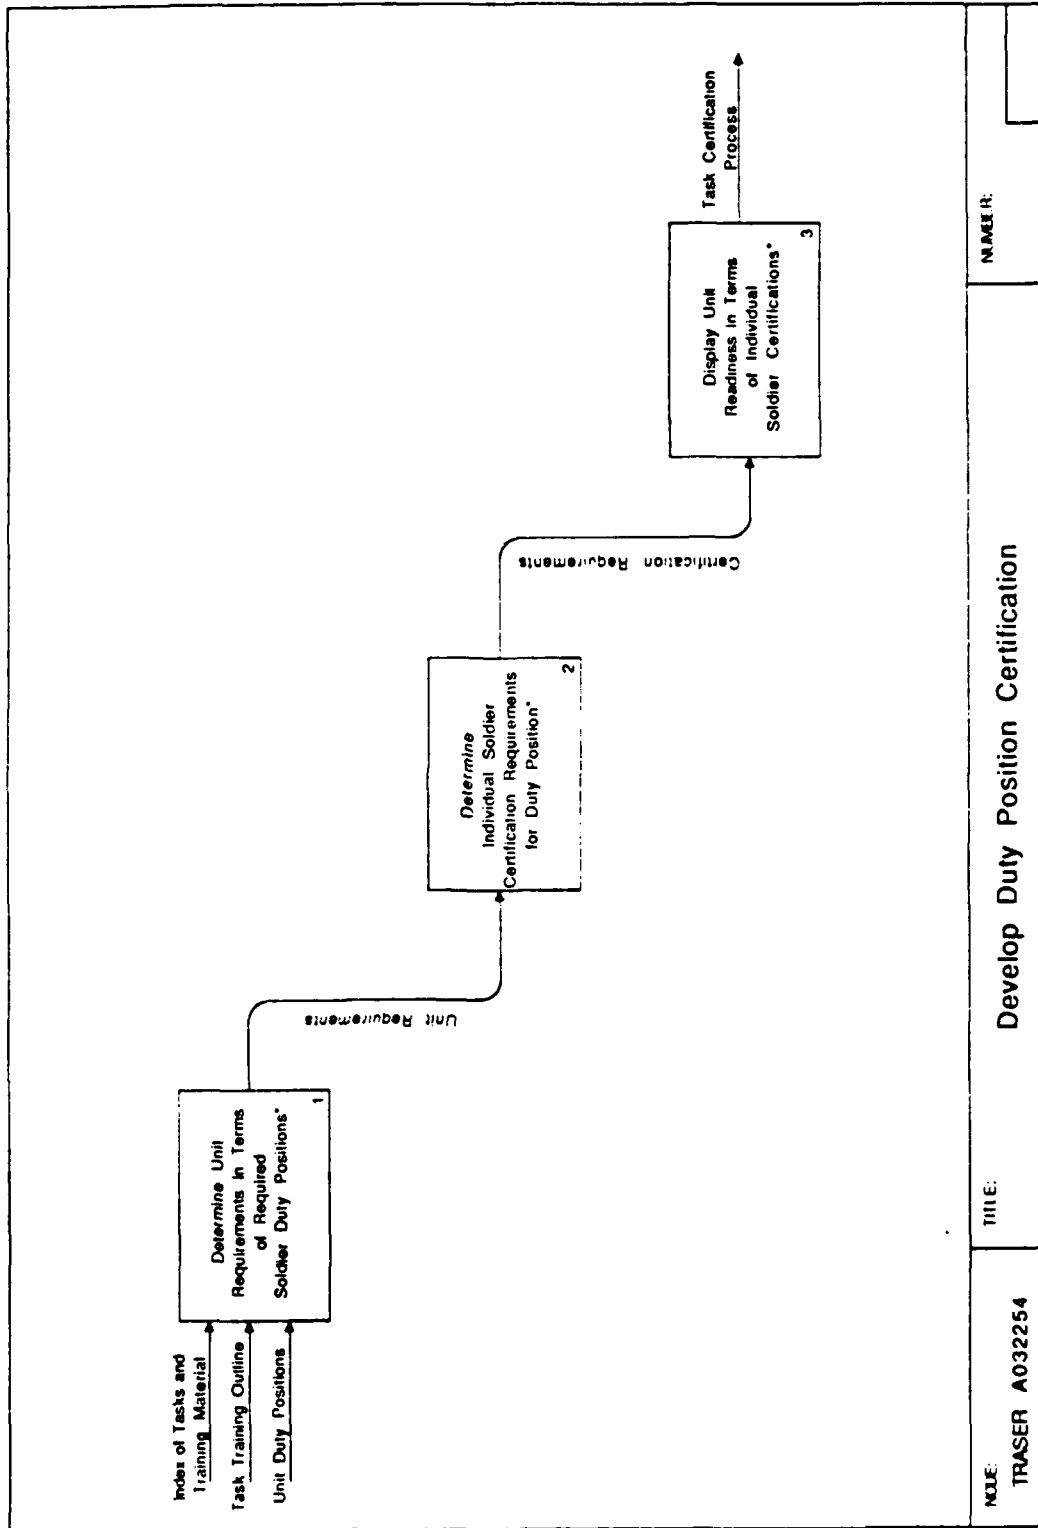 Index of Tasks and
Training Material
Task Training Outline
Unit Duty Positions
Determine Unit
Requirements In Terms
of Required
Soldier Duty Positions*
1
Unit Requirements
Determine
Individual Soldier
Certification Requirements
for Duty Position*
2
Certification Requirements
Display Unit
Readiness In Terms
of Individual
Soldier Certifications*
3
Task Certification
Process
NODE:
TRASER A032254
TITLE:
Develop Duty Position Certification
NUMBER: